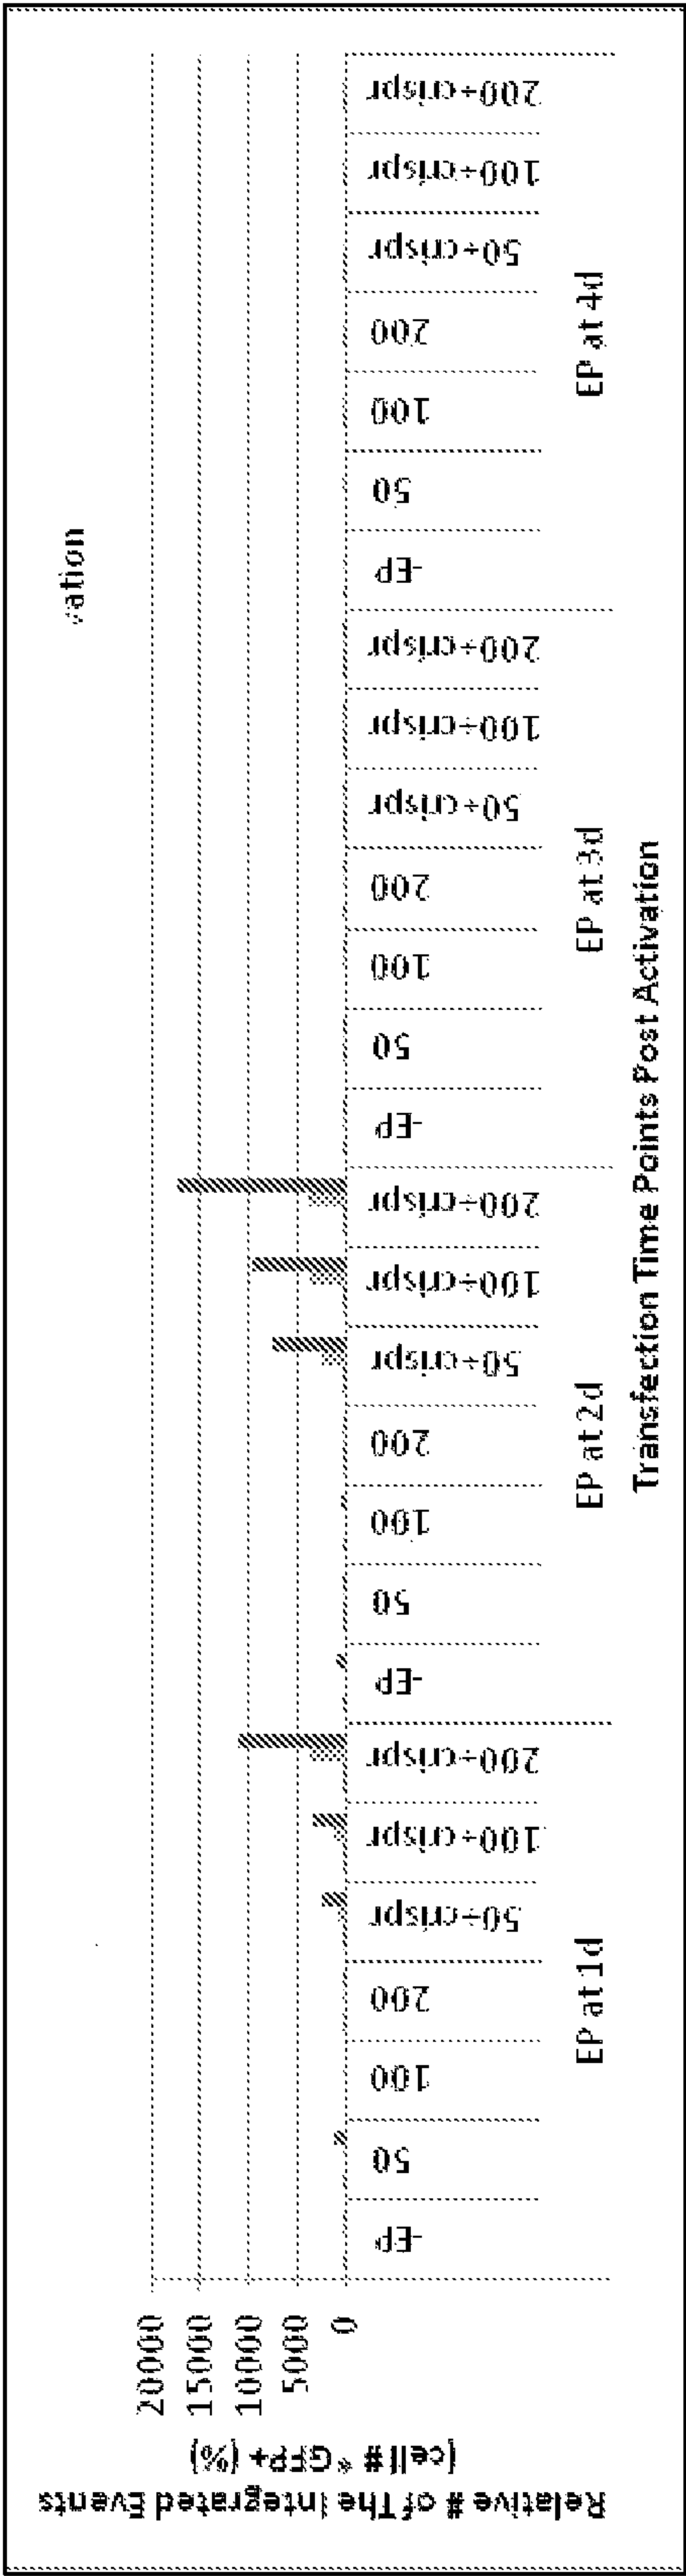 vation
Relative # of The Integrated Events
(cell # * GFP+ (%)
20000
15000
10000
5000
0
-EP
50
100
200
50+crispr
100+crispr
200+crispr
-EP
50
100
200
50+crispr
100+crispr
200+crispr
-EP
50
100
200
50+crispr
100+crispr
200+crispr
-EP
50
100
200
50+crispr
100+crispr
200+crispr
EP at 1d
EP at 2d
EP at 3d
EP at 4d
Transfection Time Points Post Activation